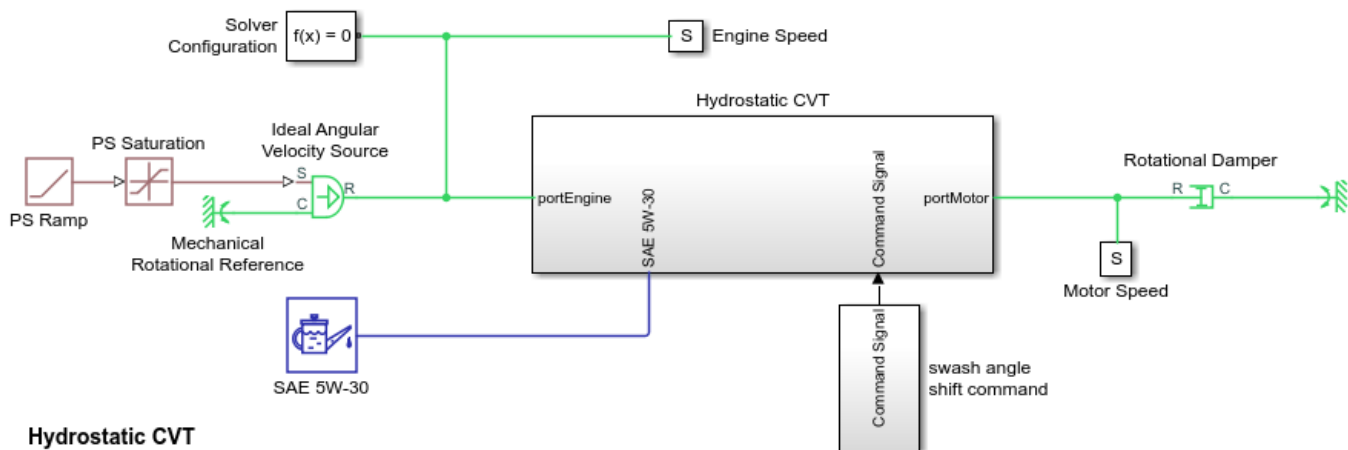 Solver
Configuration
f(x) = 0
S
Engine Speed
Hydrostatic CVT
PS Saturation
Ideal Angular
Velocity Source
PS Ramp
S
C
R
Mechanical
Rotational Reference
portEngine
SAE 5W-30
Command Signal
portMotor
Rotational Damper
R
C
S
Motor Speed
SAE 5W-30
Command Signal
swash angle
shift command
Hydrostatic CVT